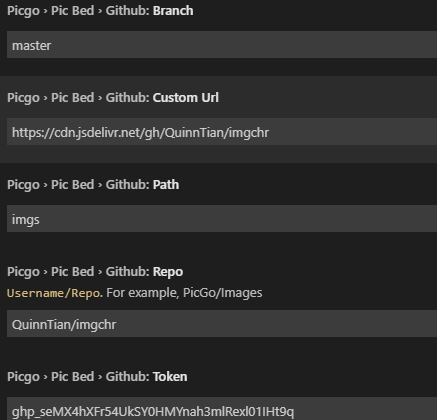 Picgo › Pic Bed › Github: Branch
master
Picgo › Pic Bed › Github: Custom Url
https://cdn.jsdelivr.net/gh/QuinnTian/imgchr
Picgo › Pic Bed › Github: Path
imgs
Picgo › Pic Bed › Github: Repo
Username/Repo. For example, PicGo/Images
QuinnTian/imgchr
Picgo › Pic Bed › Github: Token
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